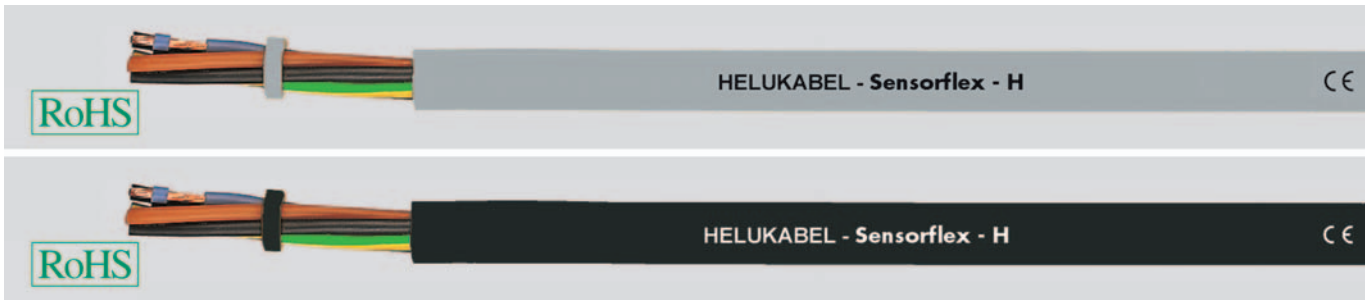 HELUKABEL - Sensorflex - H CE
RoHS
HELUKABEL - Sensorflex - H CE
RoHS